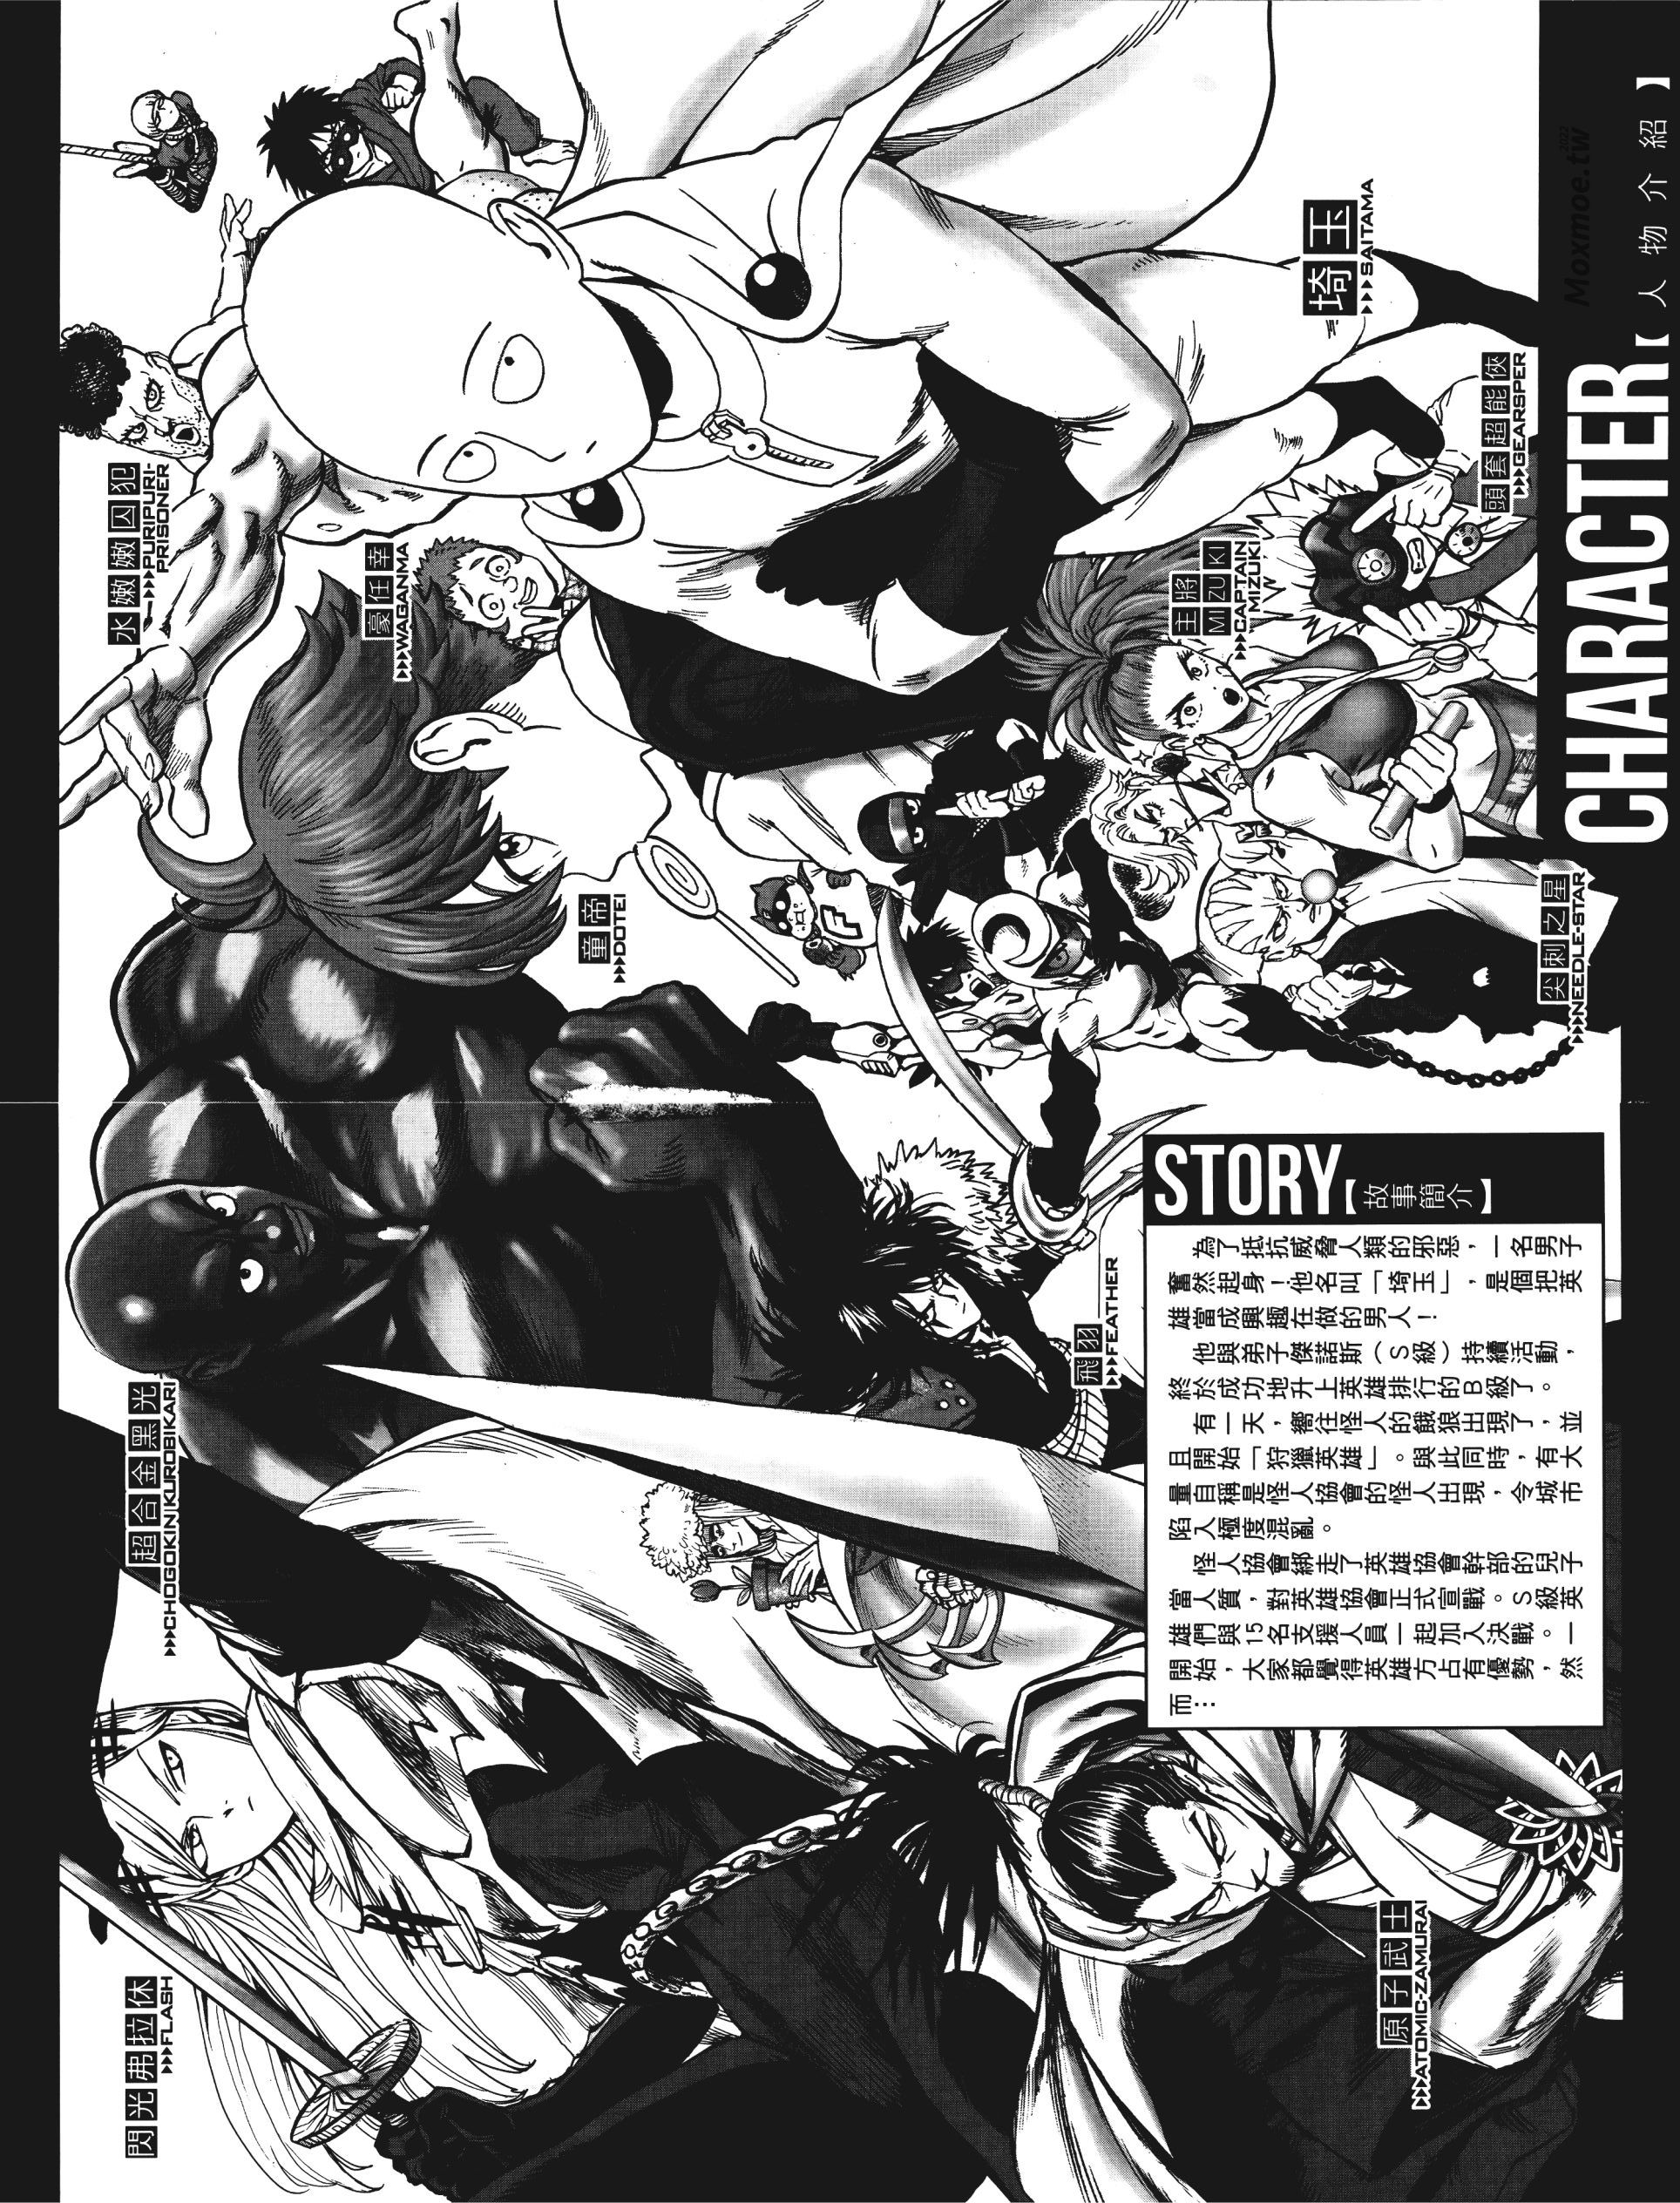 CHARACTER【人物介紹】
Moxmoe.tw
2022
埼玉
▶▶▶SAITAMA
頭套超能俠
▶▶▶GEARSPER
主將
MIZUKI
▶▶▶CAPTAIN
MIZUKI
尖刺之星
▶▶▶NEEDLE-STAR
水嫩嫩囚犯
▶▶▶PURIPURI-
PRISONER
豪任幸
▶▶▶WAGANMA
童帝
▶▶▶DOTEI
F
超合金黑光
▶▶▶CHOGOKIN KUROBIKARI
飛羽
▶▶▶FEATHER
閃光弗拉休
▶▶▶FLASH
原子武士
▶▶▶ATOMIC-ZAMURAI
STORY【故事簡介】
為了抵抗威脅人類的邪惡，一名男子
奮然起身！他名叫「埼玉」，是個把英
雄當成興趣在做的男人！
他與弟子傑諾斯（S級）持續活動，
終於成功地升上英雄排行的B級了。
有一天，嚮往怪人的餓狼出現了，並
且開始「狩獵英雄」。與此同時，有大
量自稱是怪人協會的怪人出現，令城市
陷入極度混亂。
怪人協會綁走了英雄協會幹部的兒子
當人質，對英雄協會正式宣戰。S級英
雄們與15名支援人員一起加入決戰。一
開始，大家都覺得英雄方占有優勢，然
而…